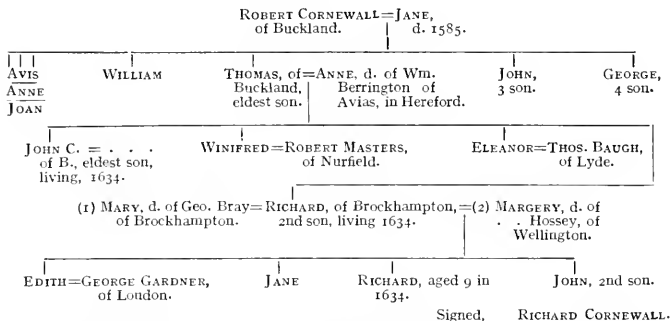 ROBERT CORNEWALL=JANE,
of Buckland. d. 1585.
AVIS WILLIAM THOMAS, of=ANNE, d. of Wm. JOHN, GEORGE,
ANNE Buckland, Berrington of 3 son. 4 son.
JOAN eldest son. Avias, in Hereford.
JOHN C. = . . . WINIFRED=ROBERT MASTERS, ELEANOR=THOS. BAUGH,
of B., eldest son, of Nurfield. of Lyde.
living, 1634.
(1) MARY, d. of Geo. Bray=RICHARD, of Brockhampton,=(2) MARGERY, d. of
of Brockhampton. 2nd son, living 1634. . . Hossey, of
Wellington.
EDITH=GEORGE GARDNER, JANE RICHARD, aged 9 in JOHN, 2nd son.
of London. 1634.
Signed, RICHARD CORNEWALL.